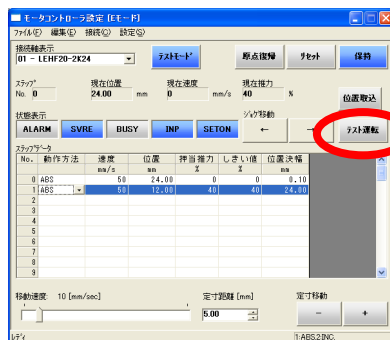 モータコントローラ設定 [Eモード]
ファイル(F) 編集(E) 接続(C) 設定(S)
接続軸表示
01 - LEHF20-2K24
テストモード
原点復帰
リセット
保持
ステップ 現在位置 現在速度 現在推力
No. 0 24.00 mm 0 mm/s 40 %
位置取込
状態表示
ジョグ移動
ALARM SVRE BUSY INP SETON ← →
テスト運転
ステップデータ
No. 動作方法 速度 位置 押当推力 しきい値 位置決幅
mm/s mm % % mm
0 ABS 50 24.00 0 0 0.10
1 ABS 50 12.00 40 40 24.00
2
3
4
5
6
7
8
9
移動速度: 10 [mm/sec] 定寸距離 [mm] 定寸移動
5.00 - +
レディ 1:ABS,2:INC,